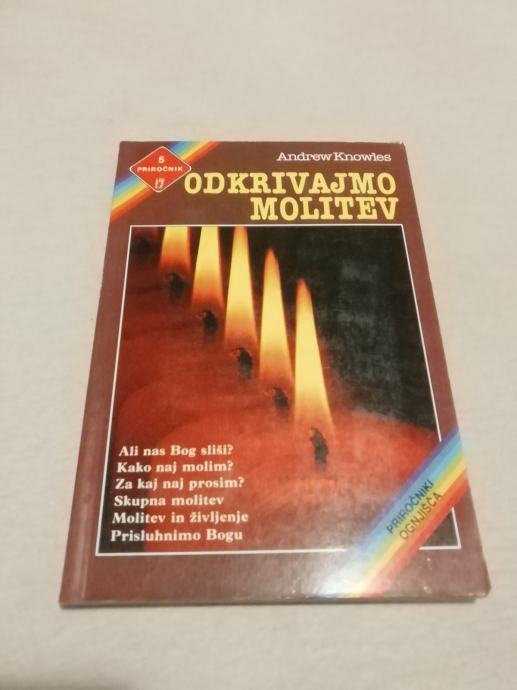 5
PRIROČNIK
Andrew Knowles
ODKRIVAJMO
MOLITEV
Ali nas Bog sliši?
Kako naj molim?
Za kaj naj prosim?
Skupna molitev
Molitev in življenje
Prisluhnimo Bogu
PRIROČNIKI
OGNJIŠČA